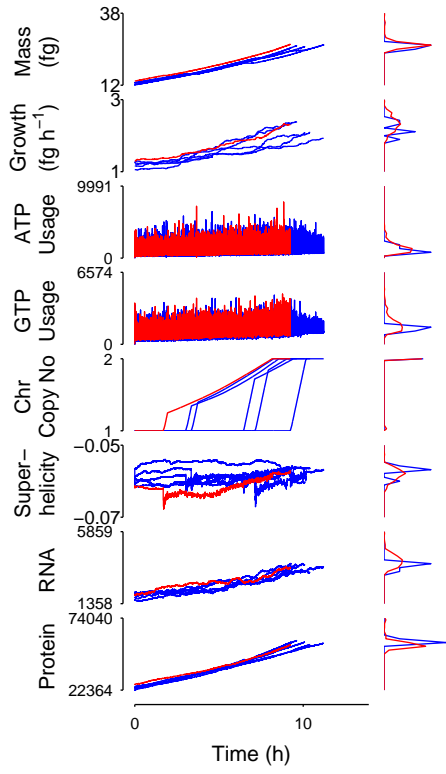 38
Mass
(fg)
12
3
Growth
(fg h⁻¹)
1
9991
ATP
Usage
0
6574
GTP
Usage
0
2
Chr
Copy No
1
−0.05
Super−
helicity
−0.07
5859
RNA
1358
74040
Protein
22364
0 10
Time (h)